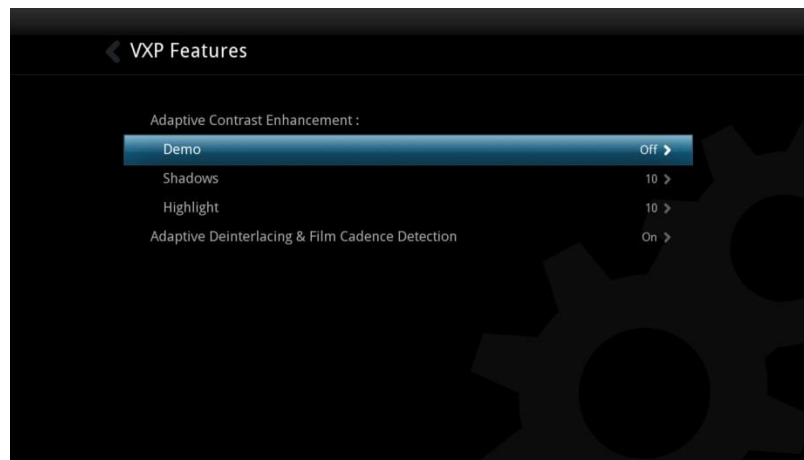 VXP Features
Adaptive Contrast Enhancement :
Demo Off
Shadows 10
Highlight 10
Adaptive Deinterlacing & Film Cadence Detection On